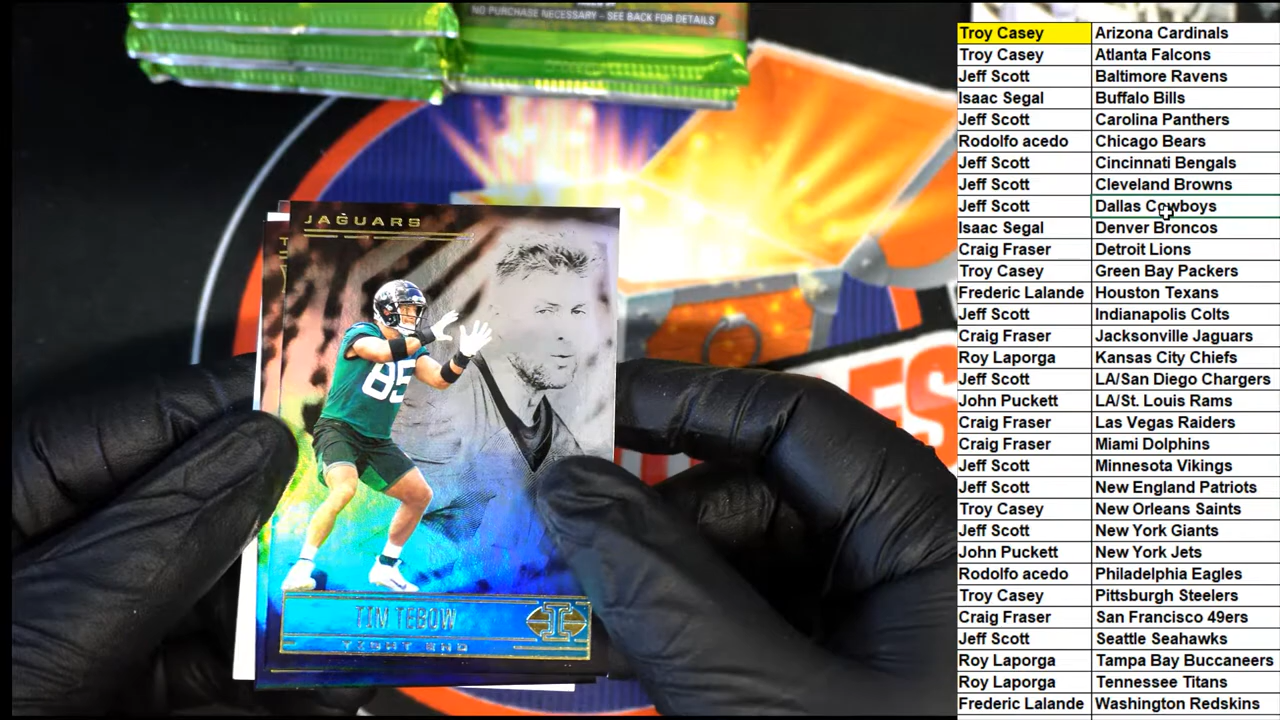 NO PURCHASE NECESSARY – SEE BACK FOR DETAILS
JAGUARS
85
TIM TEBOW
TIGHT END
ES
Troy Casey Arizona Cardinals
Troy Casey Atlanta Falcons
Jeff Scott Baltimore Ravens
Isaac Segal Buffalo Bills
Jeff Scott Carolina Panthers
Rodolfo acedo Chicago Bears
Jeff Scott Cincinnati Bengals
Jeff Scott Cleveland Browns
Jeff Scott Dallas Cowboys
Isaac Segal Denver Broncos
Craig Fraser Detroit Lions
Troy Casey Green Bay Packers
Frederic Lalande Houston Texans
Jeff Scott Indianapolis Colts
Craig Fraser Jacksonville Jaguars
Roy Laporga Kansas City Chiefs
Jeff Scott LA/San Diego Chargers
John Puckett LA/St. Louis Rams
Craig Fraser Las Vegas Raiders
Craig Fraser Miami Dolphins
Jeff Scott Minnesota Vikings
Jeff Scott New England Patriots
Troy Casey New Orleans Saints
Jeff Scott New York Giants
John Puckett New York Jets
Rodolfo acedo Philadelphia Eagles
Troy Casey Pittsburgh Steelers
Craig Fraser San Francisco 49ers
Jeff Scott Seattle Seahawks
Roy Laporga Tampa Bay Buccaneers
Roy Laporga Tennessee Titans
Frederic Lalande Washington Redskins